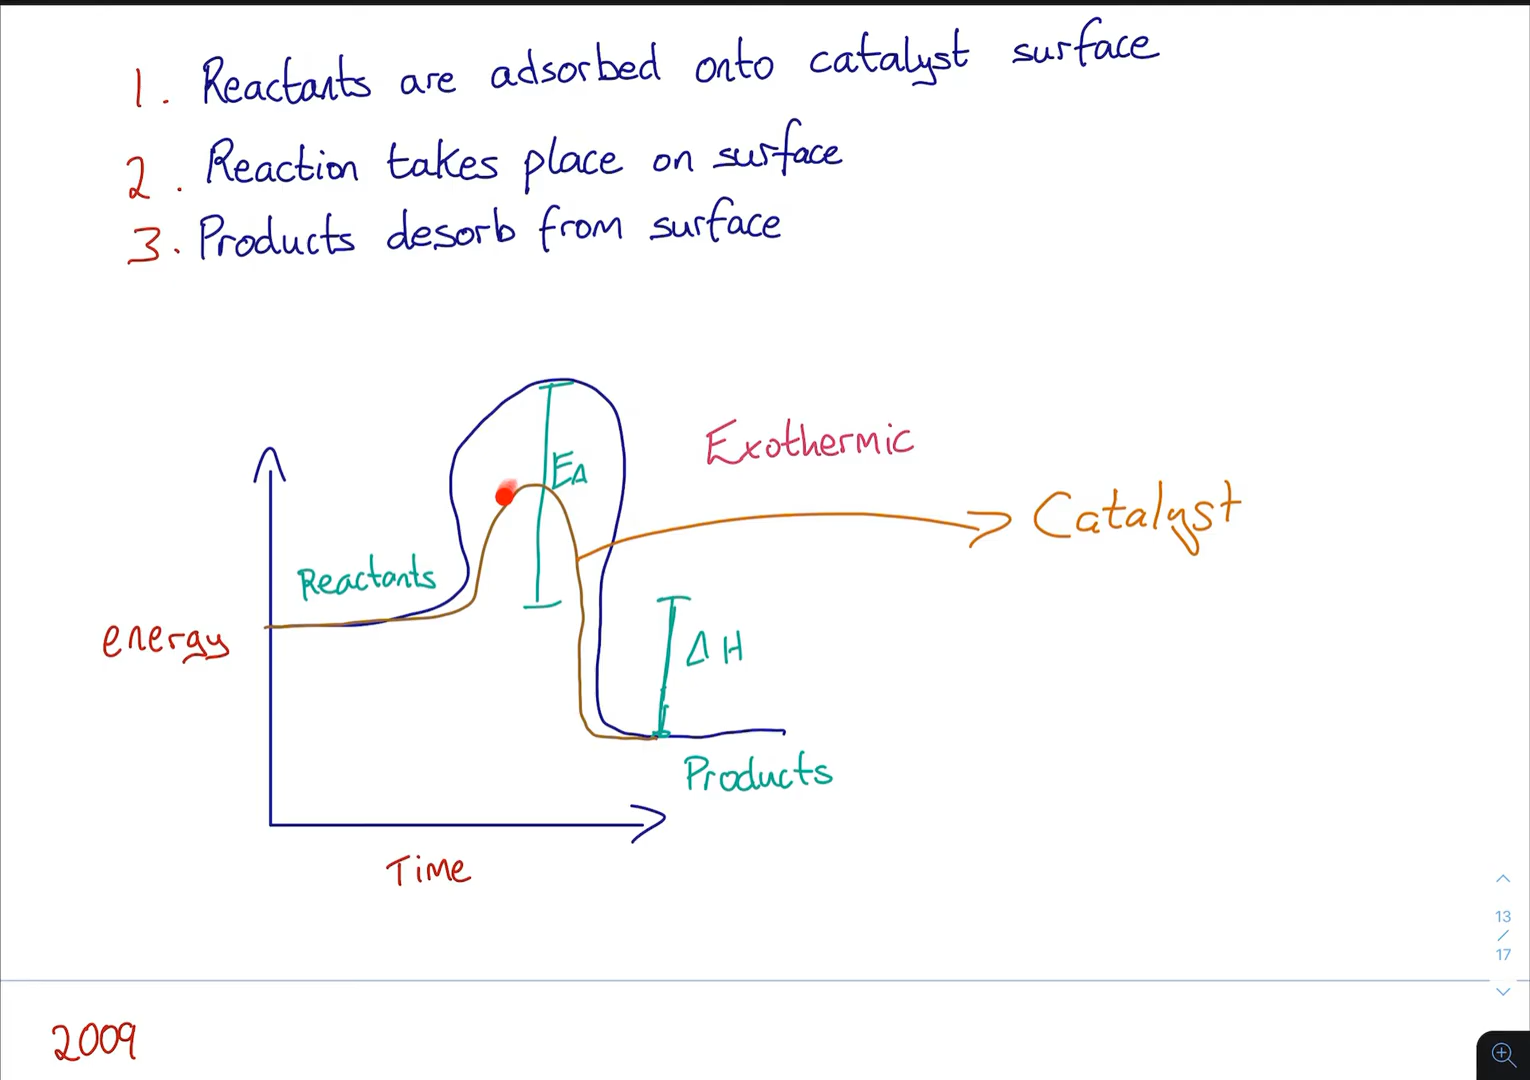 1. Reactants are adsorbed onto catalyst surface
2. Reaction takes place on surface
3. Products desorb from surface
Exothermic
EA
Catalyst
Reactants
energy
ΔH
Products
Time
13
/
17
2009